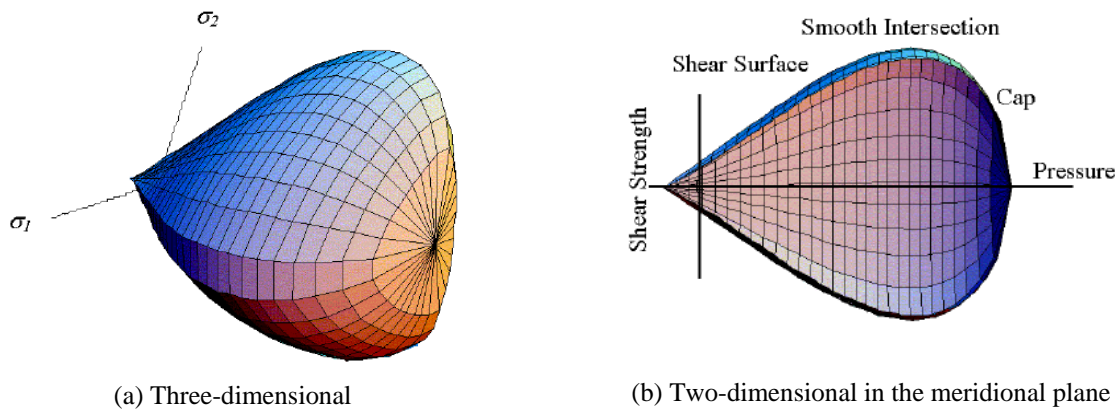 σ2
σ1
(a) Three-dimensional
Smooth Intersection
Shear Surface
Cap
Pressure
Shear Strength
(b) Two-dimensional in the meridional plane